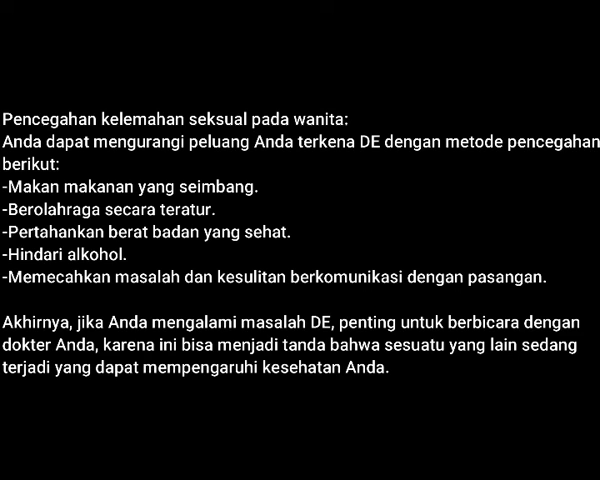 Pencegahan kelemahan seksual pada wanita:
Anda dapat mengurangi peluang Anda terkena DE dengan metode pencegahan
berikut:
-Makan makanan yang seimbang.
-Berolahraga secara teratur.
-Pertahankan berat badan yang sehat.
-Hindari alkohol.
-Memecahkan masalah dan kesulitan berkomunikasi dengan pasangan.
Akhirnya, jika Anda mengalami masalah DE, penting untuk berbicara dengan
dokter Anda, karena ini bisa menjadi tanda bahwa sesuatu yang lain sedang
terjadi yang dapat mempengaruhi kesehatan Anda.